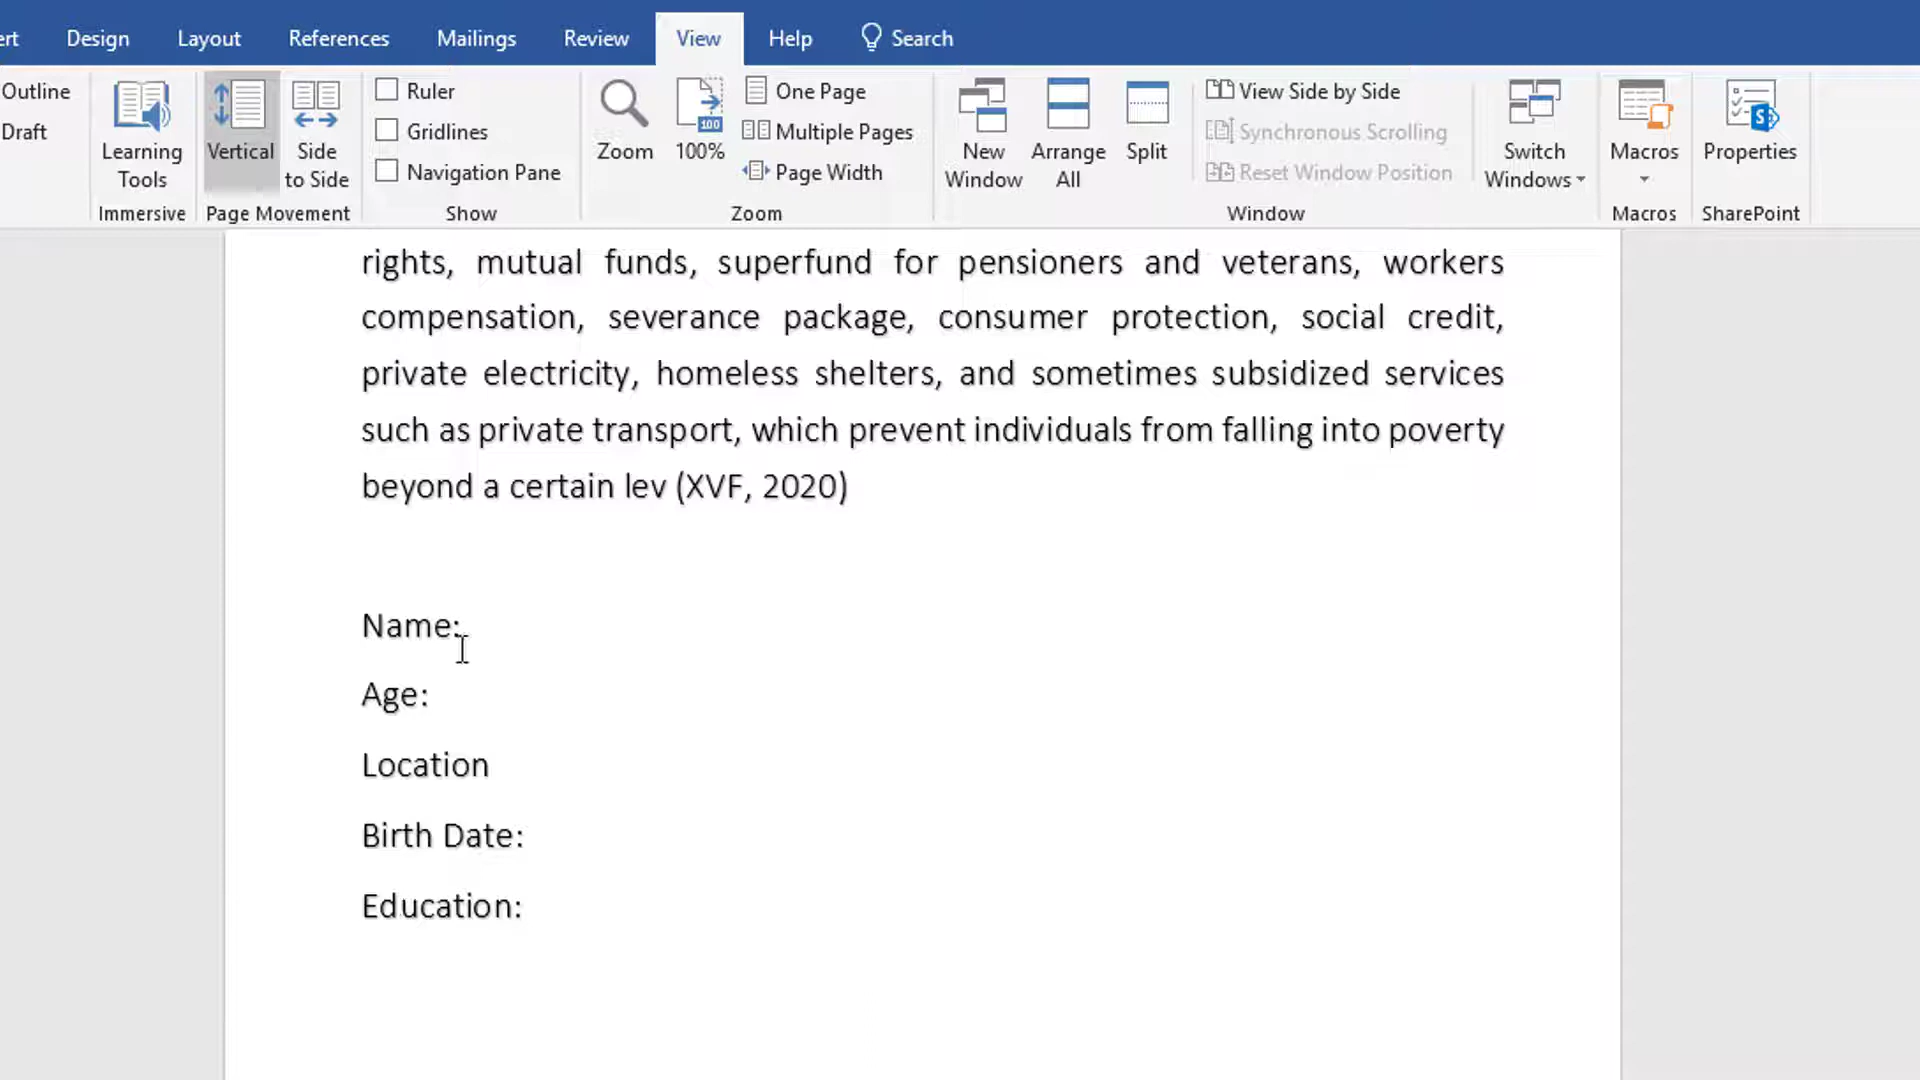 ert Design Layout References Mailings Review View Help Search
Outline
Draft
Learning Tools
Immersive
Vertical
Side to Side
Page Movement
Ruler
Gridlines
Navigation Pane
Show
Zoom
100
100%
One Page
Multiple Pages
Page Width
Zoom
New Window
Arrange All
Split
View Side by Side
Synchronous Scrolling
Reset Window Position
Window
Switch Windows
Macros
Macros
S
Properties
SharePoint
rights, mutual funds, superfund for pensioners and veterans, workers
compensation, severance package, consumer protection, social credit,
private electricity, homeless shelters, and sometimes subsidized services
such as private transport, which prevent individuals from falling into poverty
beyond a certain lev (XVF, 2020)
Name:
Age:
Location
Birth Date:
Education: